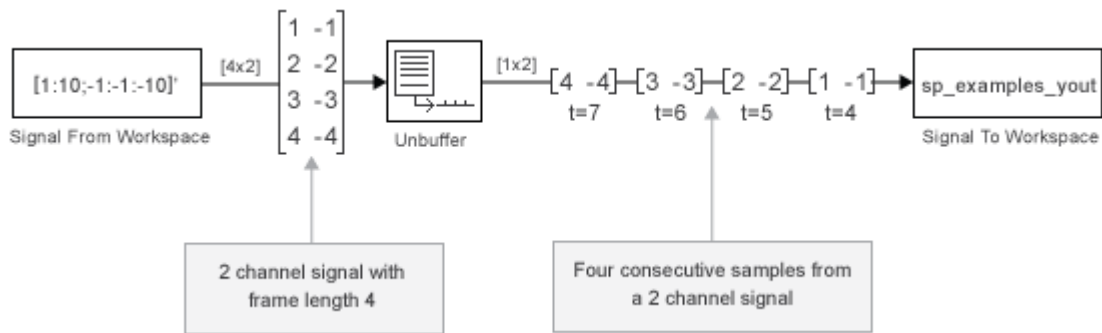 [1:10;-1:-1:-10]'
Signal From Workspace
[4x2]
1 -1
2 -2
3 -3
4 -4
Unbuffer
[1x2]
[4 -4] [3 -3] [2 -2] [1 -1]
t=7 t=6 t=5 t=4
sp_examples_yout
Signal To Workspace
2 channel signal with
frame length 4
Four consecutive samples from
a 2 channel signal